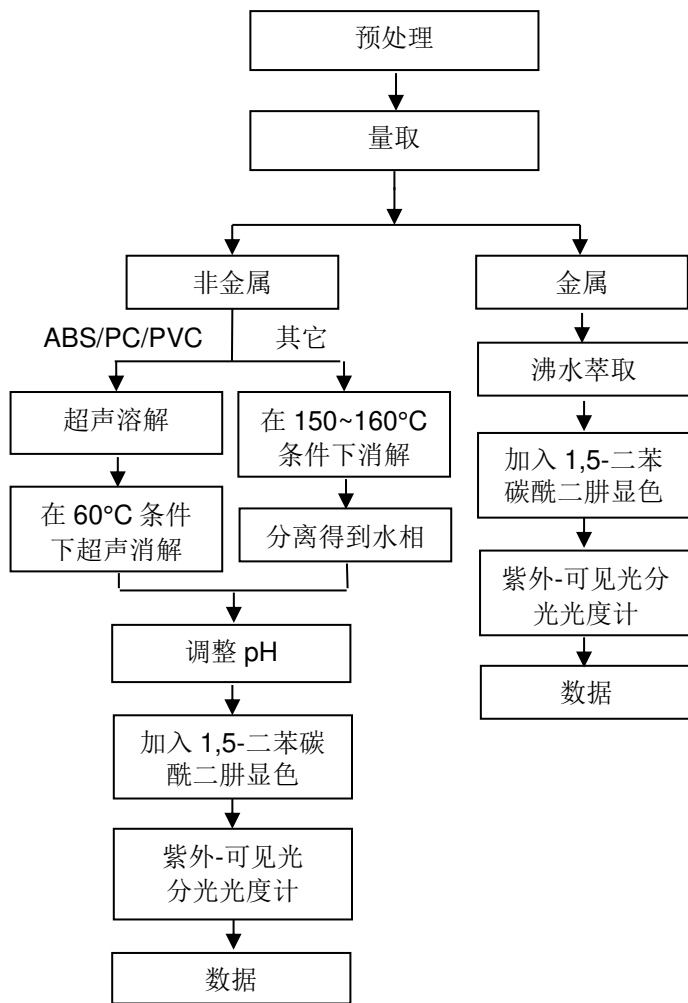 预处理
量取
非金属
金属
ABS/PC/PVC
其它
沸水萃取
超声溶解
在 150~160°C
条件下消解
加入 1,5-二苯
碳酰二肼显色
在 60°C 条件
下超声消解
分离得到水相
紫外-可见光分
光光度计
调整 pH
数据
加入 1,5-二苯碳
酰二肼显色
紫外-可见光
分光光度计
数据